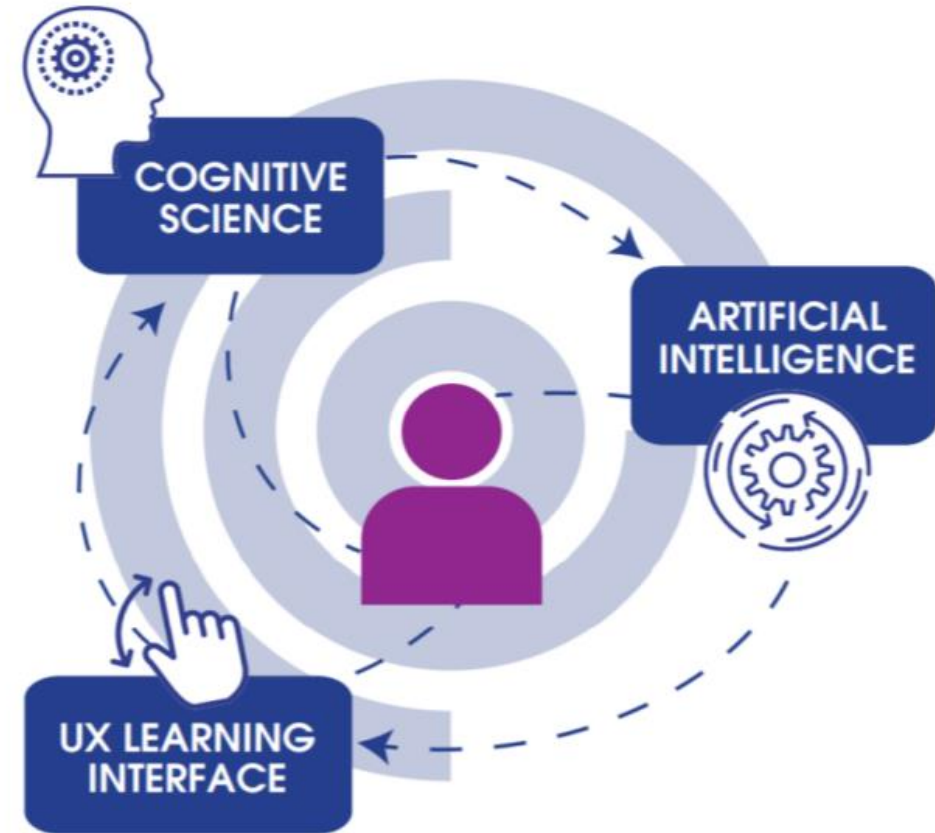 COGNITIVE
SCIENCE
ARTIFICIAL
INTELLIGENCE
UX LEARNING
INTERFACE